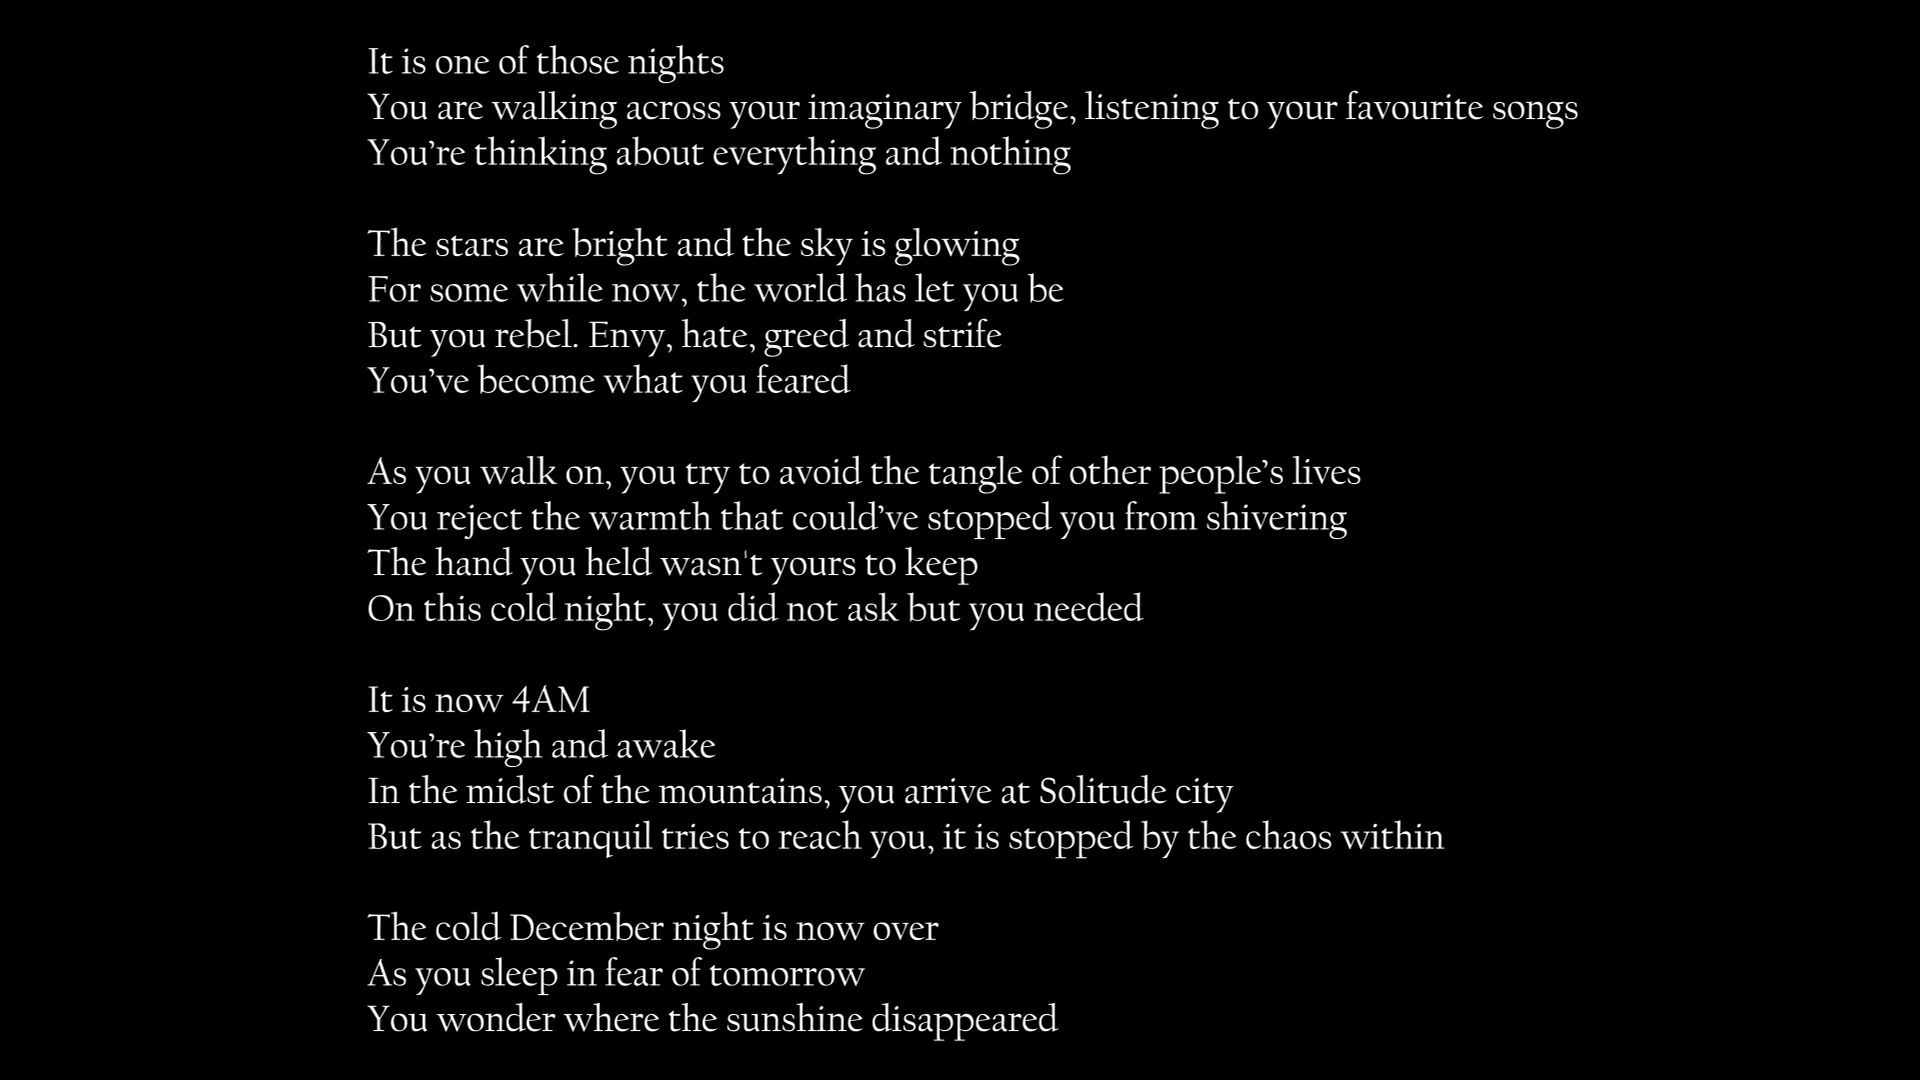 It is one of those nights
You are walking across your imaginary bridge, listening to your favourite songs
You’re thinking about everything and nothing

The stars are bright and the sky is glowing
For some while now, the world has let you be
But you rebel. Envy, hate, greed and strife
You’ve become what you feared

As you walk on, you try to avoid the tangle of other people’s lives
You reject the warmth that could’ve stopped you from shivering
The hand you held wasn't yours to keep
On this cold night, you did not ask but you needed

It is now 4AM
You’re high and awake
In the midst of the mountains, you arrive at Solitude city
But as the tranquil tries to reach you, it is stopped by the chaos within

The cold December night is now over
As you sleep in fear of tomorrow
You wonder where the sunshine disappeared